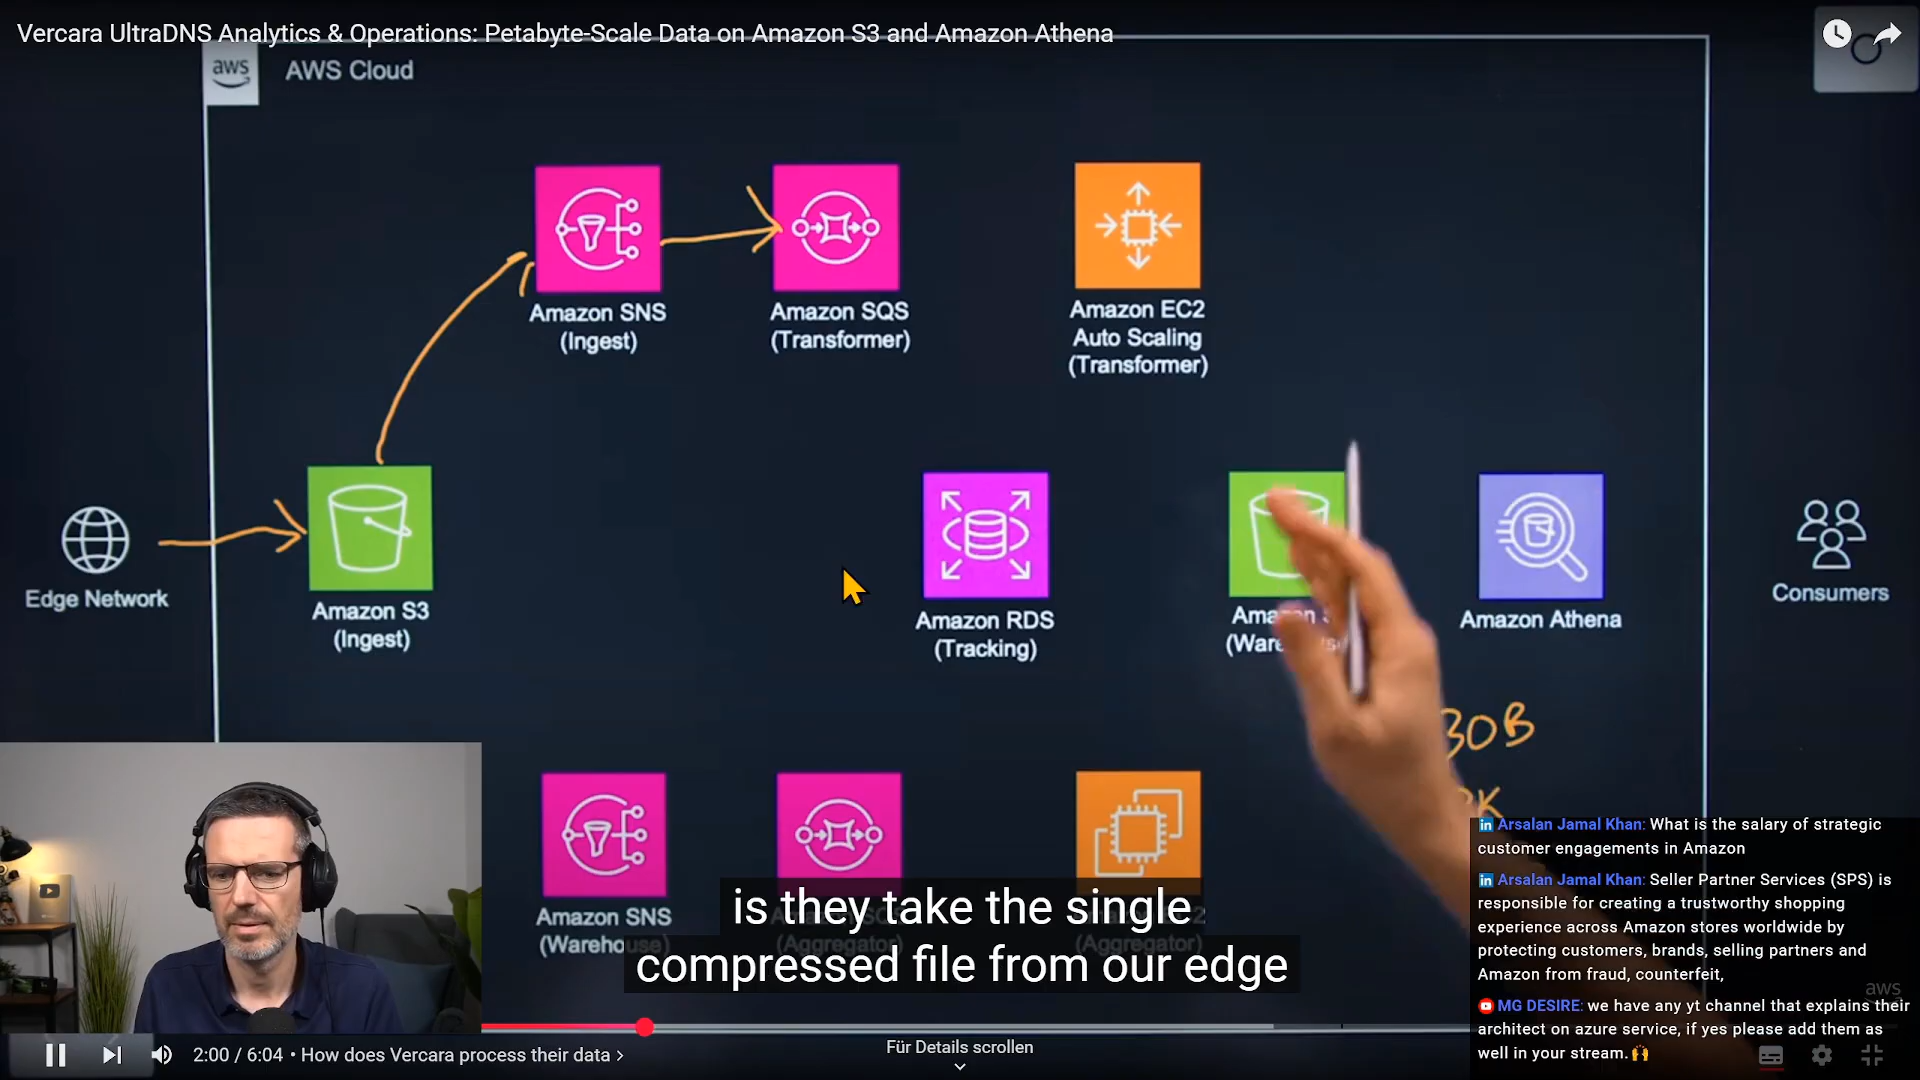 Vercara UltraDNS Analytics & Operations: Petabyte-Scale Data on Amazon S3 and Amazon Athena
aws
AWS Cloud
Amazon SNS
(Ingest)
Amazon SQS
(Transformer)
Amazon EC2
Auto Scaling
(Transformer)
Edge Network
Amazon S3
(Ingest)
Amazon RDS
(Tracking)
Amazon
Amazon Athena
Consumers
30B
Amazon SNS
(Warehouse)
(Aggregator)
(Aggregator)
is they take the single
compressed file from our edge
Arsalan Jamal Khan: What is the salary of strategic
customer engagements in Amazon
Arsalan Jamal Khan: Seller Partner Services (SPS) is
responsible for creating a trustworthy shopping
experience across Amazon stores worldwide by
protecting customers, brands, selling partners and
Amazon from fraud, counterfeit,
MG DESIRE: we have any yt channel that explains their
architect on azure service, if yes please add them as
well in your stream.🙌
aws
2:00 / 6:04 • How does Vercara process their data ›
Für Details scrollen